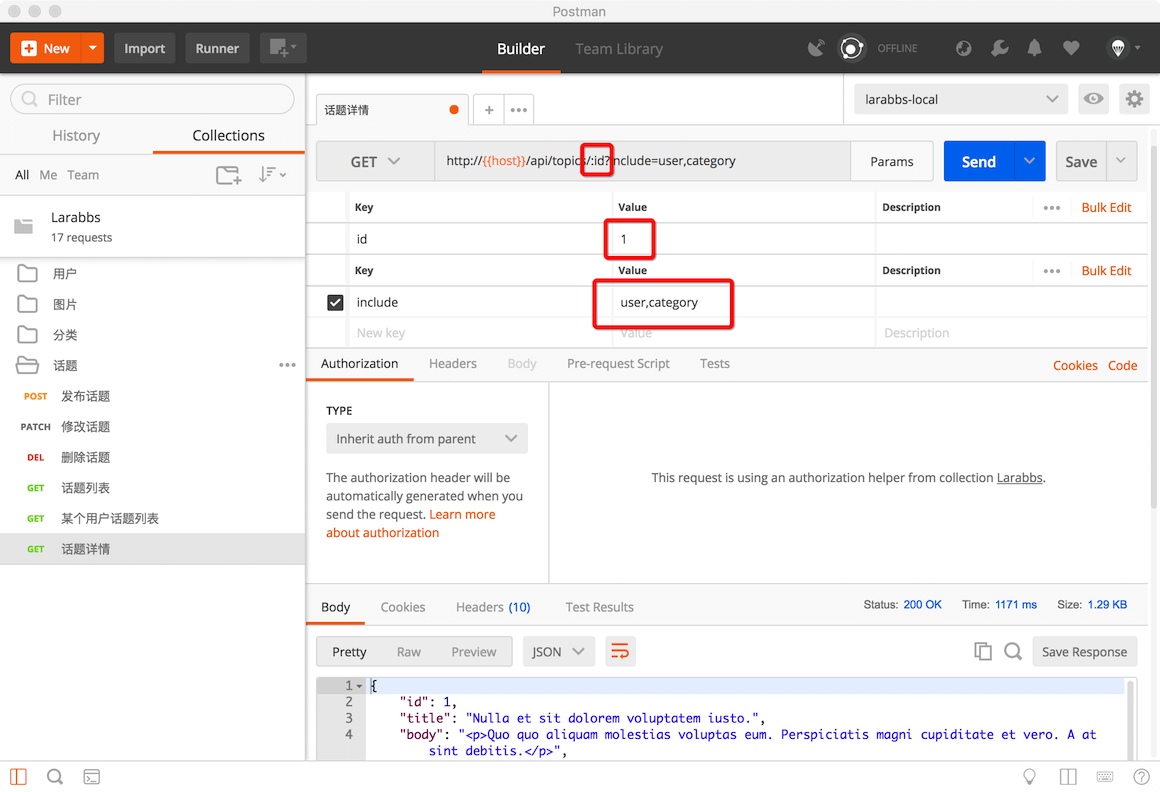 Postman
New Import Runner Builder Team Library OFFLINE
Filter
History Collections
All Me Team
Larabbs
17 requests
用户
图片
分类
话题
POST 发布话题
PATCH 修改话题
DEL 删除话题
GET 话题列表
GET 某个用户话题列表
GET 话题详情
话题详情 + •••
larabbs-local
GET http://{{host}}/api/topics/:id?include=user,category Params Send Save
Key Value Description ••• Bulk Edit
id 1
Key Value Description ••• Bulk Edit
include user,category
New key Value Description
Authorization Headers Body Pre-request Script Tests Cookies Code
TYPE
Inherit auth from parent
The authorization header will be
automatically generated when you
send the request. Learn more
about authorization
This request is using an authorization helper from collection Larabbs.
Body Cookies Headers (10) Test Results Status: 200 OK Time: 1171 ms Size: 1.29 KB
Pretty Raw Preview JSON Save Response
1 {
2 "id": 1,
3 "title": "Nulla et sit dolorem voluptatem iusto.",
4 "body": "<p>Quo quo aliquam molestias voluptas eum. Perspiciatis magni cupiditate et vero. A at
sint debitis.</p>",